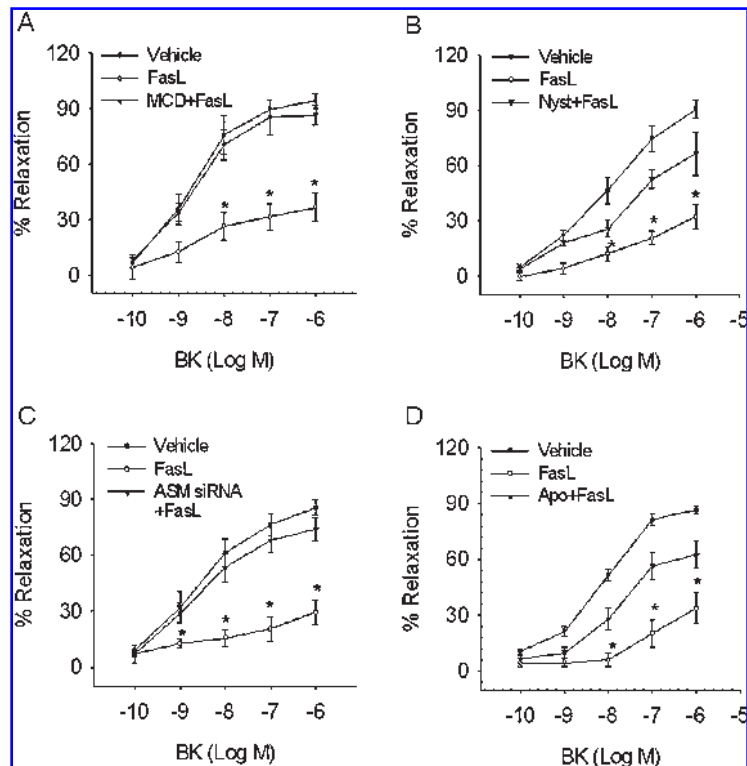 A
120
90
60
30
0
% Relaxation
Vehicle
FasL
MCD+FasL
*
*
*
-10
-9
-8
-7
-6
BK (Log M)
B
120
90
60
30
0
% Relaxation
Vehicle
FasL
Nyst+FasL
*
*
*
-10
-9
-8
-7
-6
-5
BK (Log M)
C
120
90
60
30
0
% Relaxation
Vehicle
FasL
ASM siRNA
+FasL
*
*
*
*
-10
-9
-8
-7
-6
BK (Log M)
D
120
90
60
30
0
% Relaxation
Vehicle
FasL
Apo+FasL
*
*
*
-10
-9
-8
-7
-6
-5
BK (Log M)